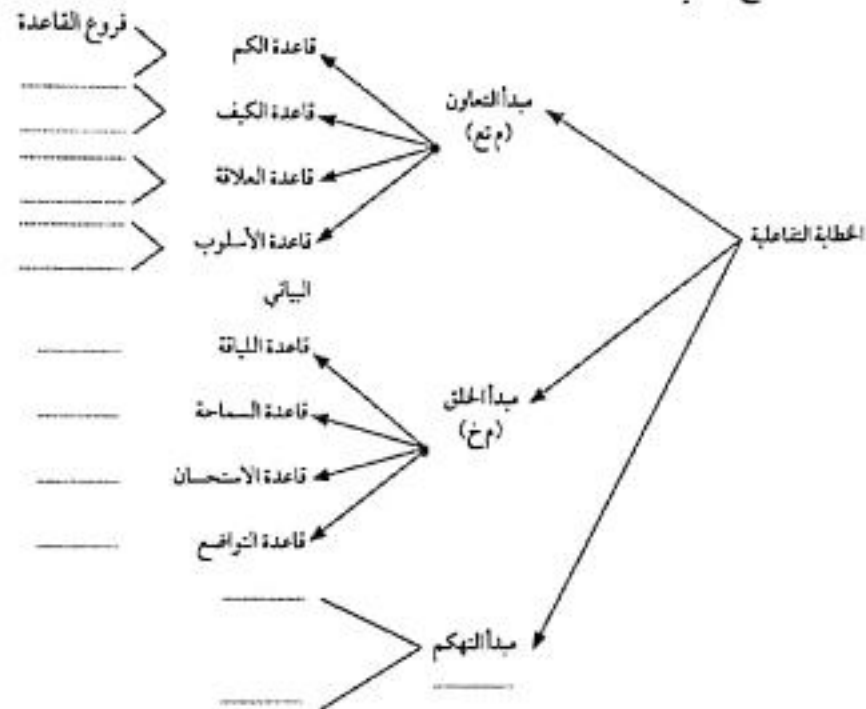 فروع القاعدة
قاعدة الكم
مبدأ التعاون
(م تع)
قاعدة الكيف
قاعدة العلاقة
قاعدة الأسلوب
البياني
الخطابة التفاعلية
قاعدة اللياقة
مبدأ الخلق
(م خ)
قاعدة السماحة
قاعدة الاستحسان
قاعدة التواضع
مبدأ التهكم